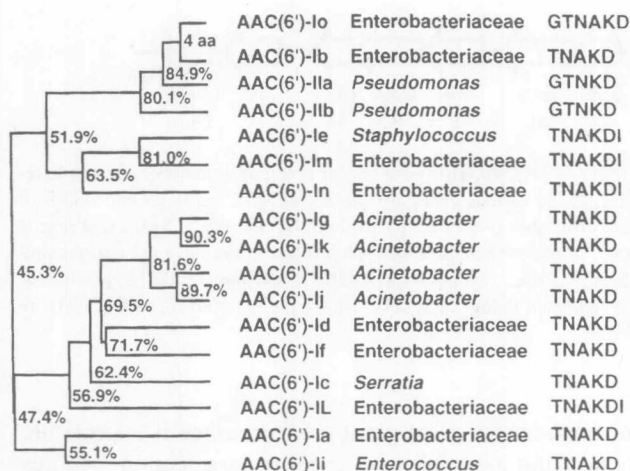 AAC(6')-Io Enterobacteriaceae GTNAKD
4 aa
AAC(6')-Ib Enterobacteriaceae TNAKD
84.9%
AAC(6')-IIa Pseudomonas GTNKD
80.1%
AAC(6')-IIb Pseudomonas GTNKD
51.9%
AAC(6')-Ie Staphylococcus TNAKDI
81.0%
AAC(6')-Im Enterobacteriaceae TNAKDI
63.5%
AAC(6')-In Enterobacteriaceae TNAKDI
AAC(6')-Ig Acinetobacter TNAKD
90.3%
AAC(6')-Ik Acinetobacter TNAKD
45.3%
81.6%
AAC(6')-Ih Acinetobacter TNAKD
89.7%
AAC(6')-Ij Acinetobacter TNAKD
69.5%
AAC(6')-Id Enterobacteriaceae TNAKD
71.7%
AAC(6')-If Enterobacteriaceae TNAKD
62.4%
AAC(6')-Ic Serratia TNAKD
56.9%
AAC(6')-IL Enterobacteriaceae TNAKDI
47.4%
AAC(6')-Ia Enterobacteriaceae TNAKD
55.1%
AAC(6')-Ii Enterococcus TNAKD